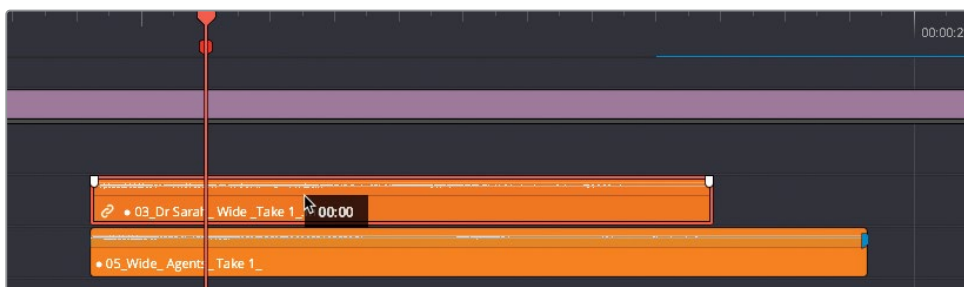 00:00:2
03_Dr Sarah_ Wide _Take 1_
00:00
05_Wide_ Agents_ Take 1_